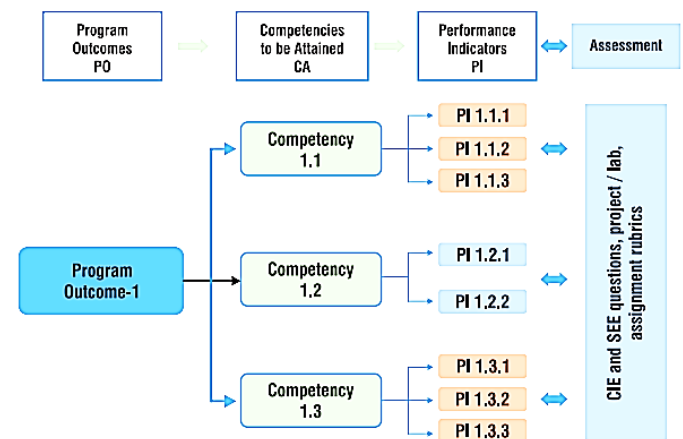 Program
Outcomes
PO
Competencies
to be Attained
CA
Performance
Indicators
PI
Assessment
Program
Outcome-1
Competency
1.1
PI 1.1.1
PI 1.1.2
PI 1.1.3
Competency
1.2
PI 1.2.1
PI 1.2.2
Competency
1.3
PI 1.3.1
PI 1.3.2
PI 1.3.3
CIE and SEE questions, project / lab,
assignment rubrics